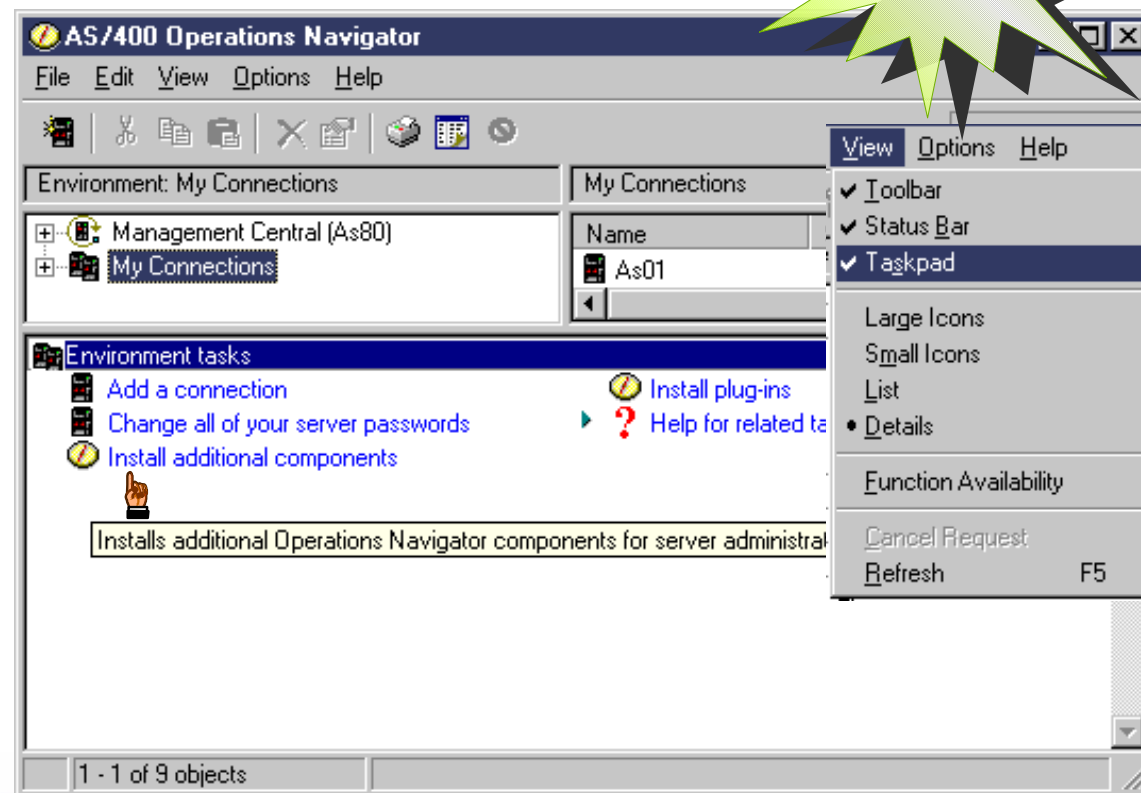 AS/400 Operations Navigator
File Edit View Options Help
Environment: My Connections
My Connections
Management Central (As80)
My Connections
Name
As01
Environment tasks
Add a connection
Install plug-ins
Change all of your server passwords
Help for related
Install additional components
Installs additional Operations Navigator components for server
1 - 1 of 9 objects
View Options Help
Toolbar
Status Bar
Taskpad
Large Icons
Small Icons
List
Details
Function Availability
Cancel Request
Refresh F5